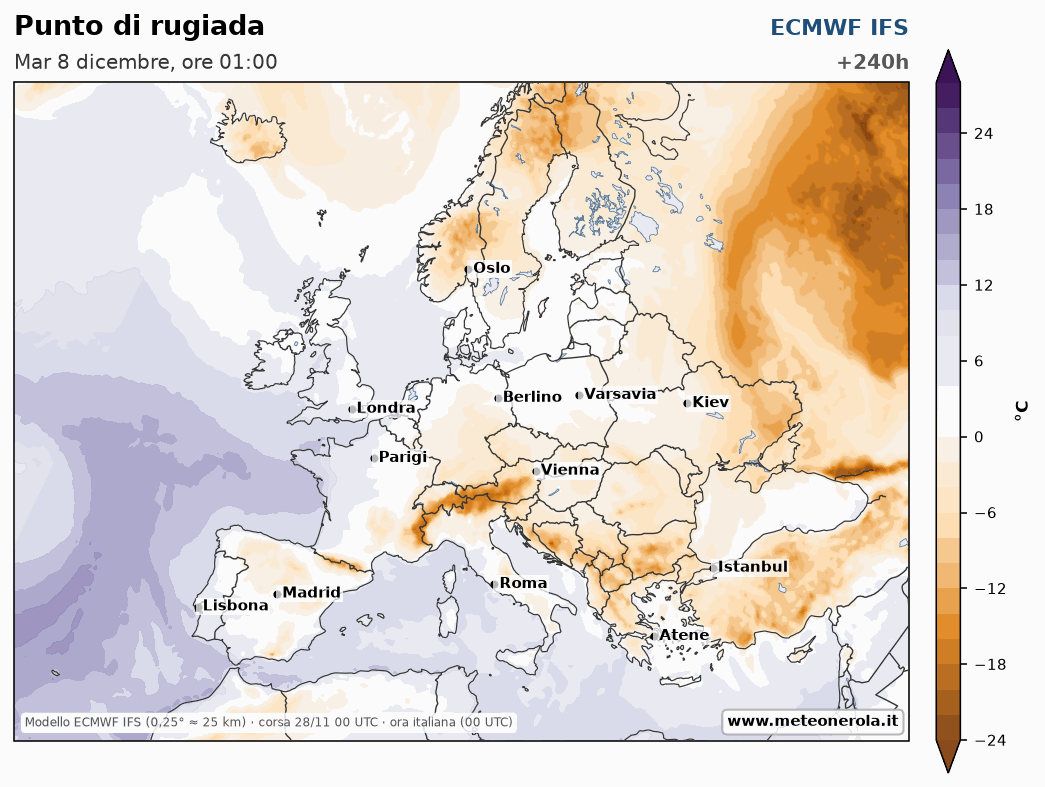 Punto di rugiada
ECMWF IFS
Mar 8 dicembre, ore 01:00
+240h
24
18
12
6
0
−6
−12
−18
−24
°C
Oslo
Berlino
Varsavia
Kiev
Londra
Parigi
Vienna
Istanbul
Roma
Madrid
Lisbona
Atene
Modello ECMWF IFS (0,25° ≈ 25 km) · corsa 28/11 00 UTC · ora italiana (00 UTC)
www.meteonerola.it